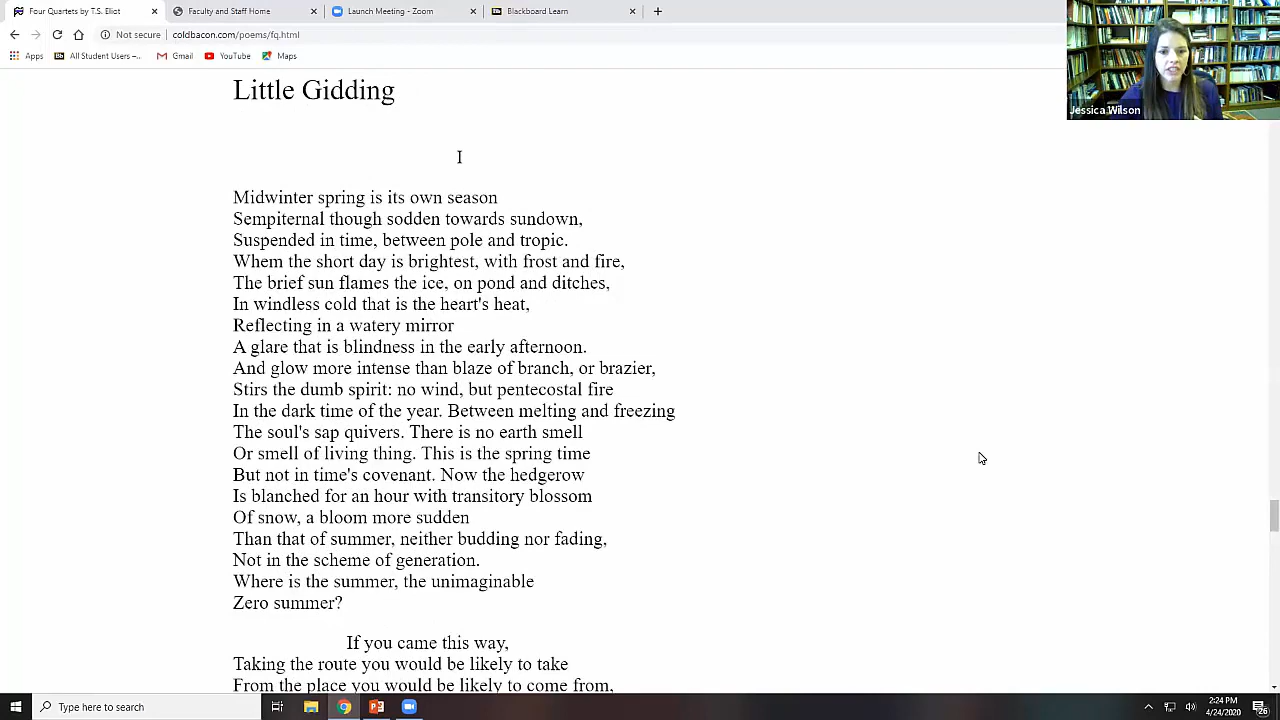 Four Quartets by T.S. Eliot
Faculty and Staff Home
Launch Meeting - Zoom
Blackboard Learn
Not secure | coldbacon.com/poems/fq.html
Apps
Bb All Student Users –...
Gmail
YouTube
Maps
Jessica Wilson
Little Gidding
I
Midwinter spring is its own season
Sempiternal though sodden towards sundown,
Suspended in time, between pole and tropic.
Whem the short day is brightest, with frost and fire,
The brief sun flames the ice, on pond and ditches,
In windless cold that is the heart's heat,
Reflecting in a watery mirror
A glare that is blindness in the early afternoon.
And glow more intense than blaze of branch, or brazier,
Stirs the dumb spirit: no wind, but pentecostal fire
In the dark time of the year. Between melting and freezing
The soul's sap quivers. There is no earth smell
Or smell of living thing. This is the spring time
But not in time's covenant. Now the hedgerow
Is blanched for an hour with transitory blossom
Of snow, a bloom more sudden
Than that of summer, neither budding nor fading,
Not in the scheme of generation.
Where is the summer, the unimaginable
Zero summer?
If you came this way,
Taking the route you would be likely to take
From the place you would be likely to come from,
Type here to search
2:24 PM
4/24/2020
26